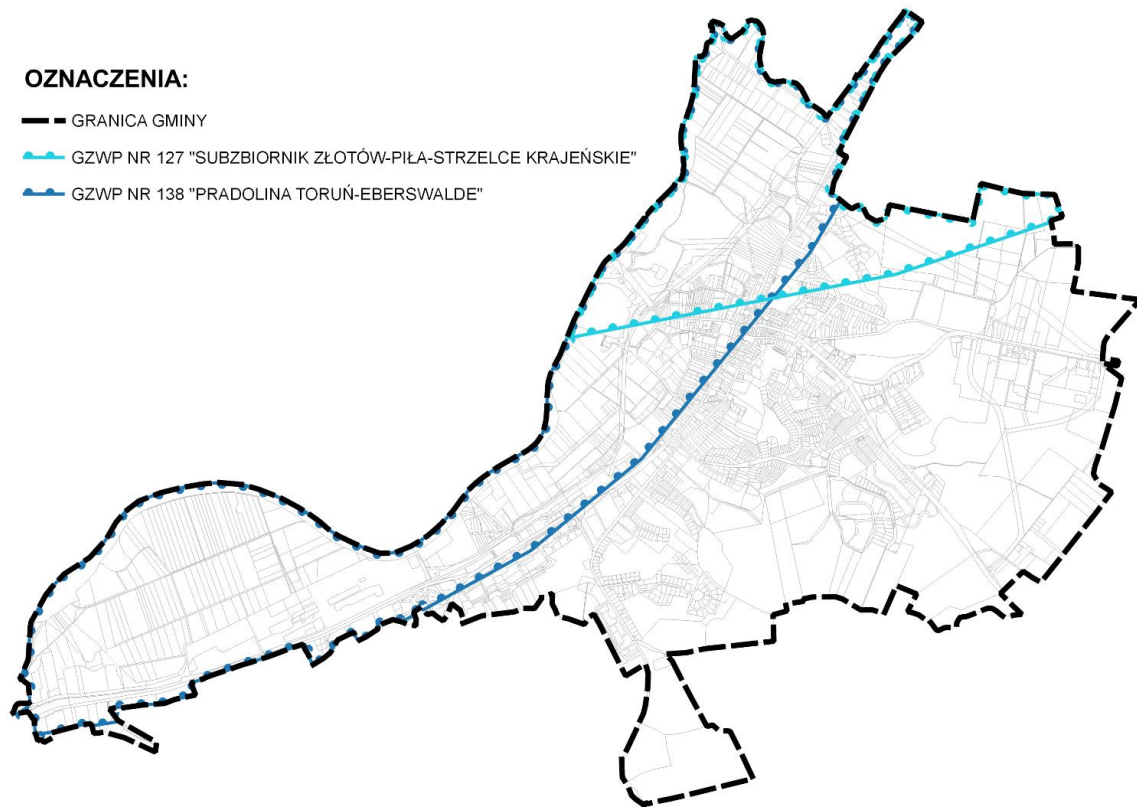 OZNACZENIA:
GRANICA GMINY
GZWP NR 127 "SUBZBIORNIK ZŁOTÓW-PIŁA-STRZELCE KRAJEŃSKIE"
GZWP NR 138 "PRADOLINA TORUŃ-EBERSWALDE"